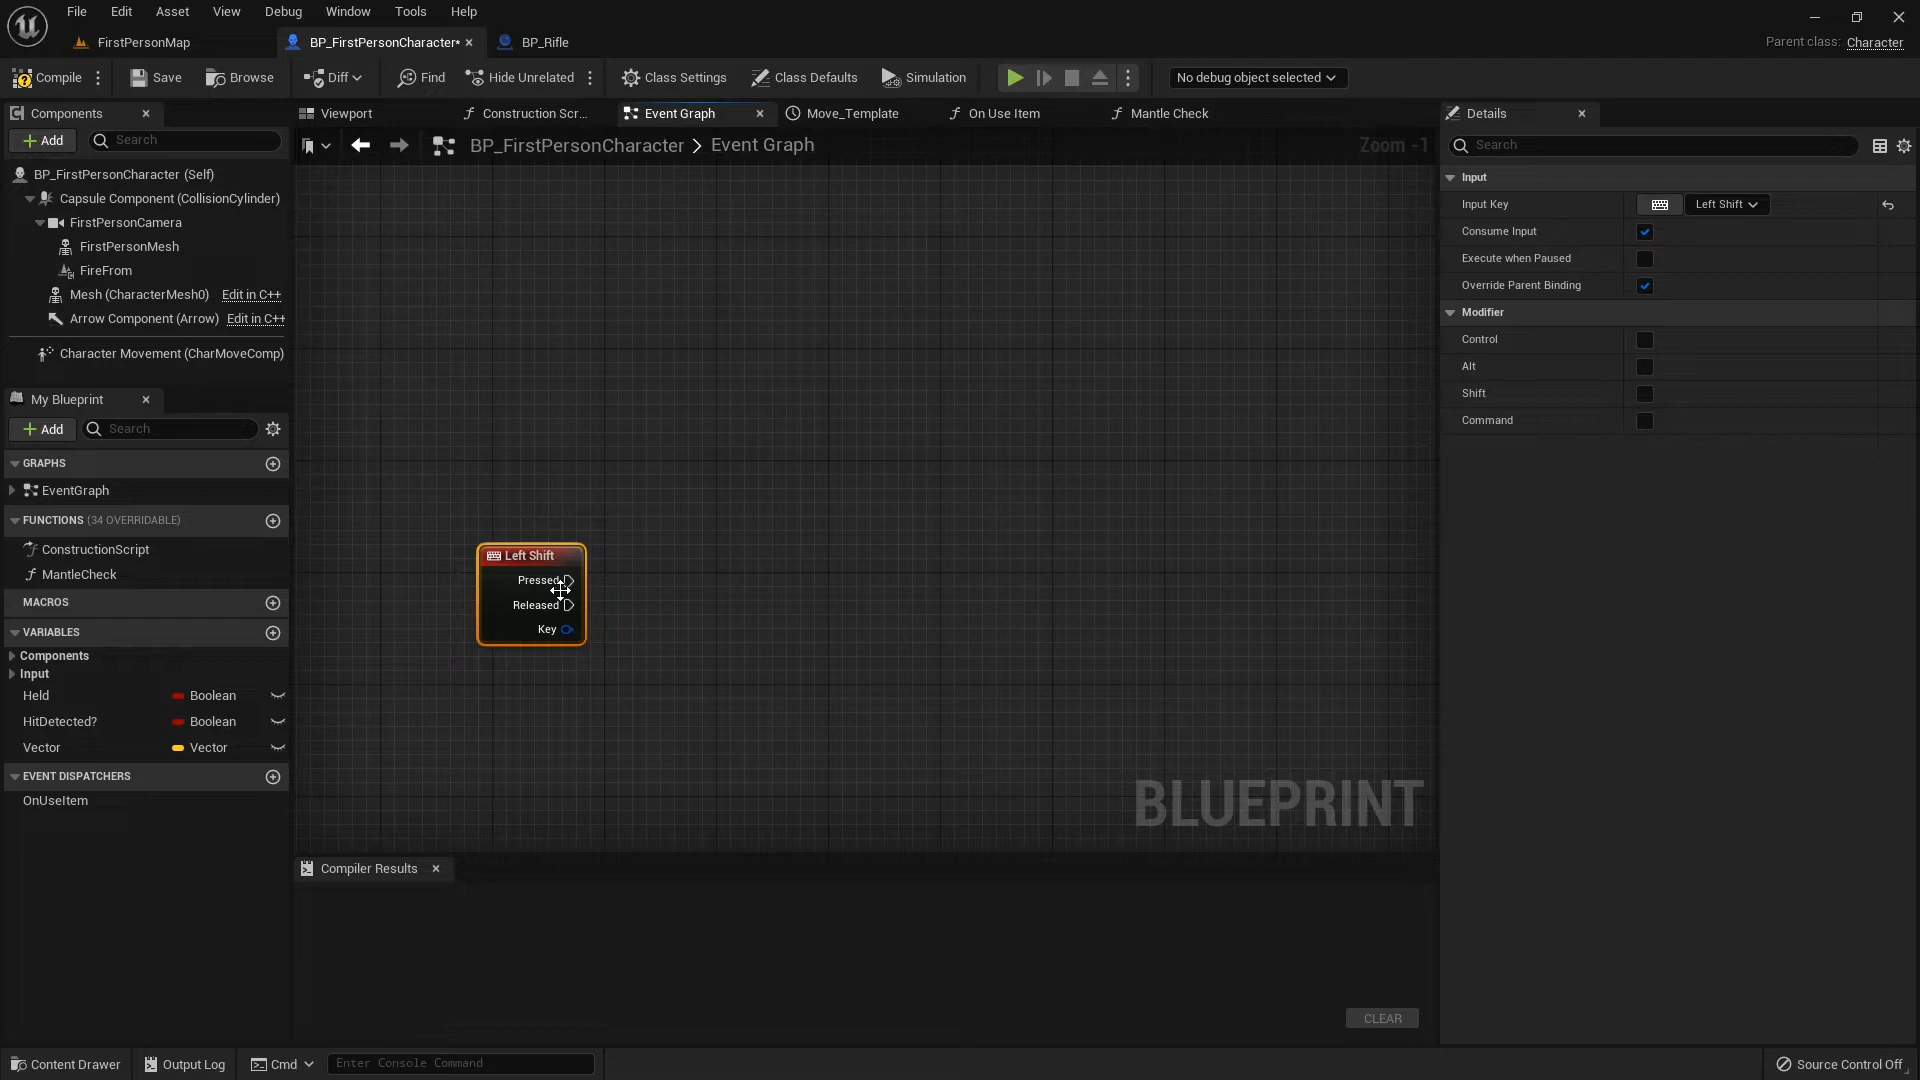 File Edit Asset View Debug Window Tools Help
FirstPersonMap BP_FirstPersonCharacter* BP_Rifle Parent class: Character
Compile Save Browse Diff Find Hide Unrelated Class Settings Class Defaults Simulation No debug object selected
Components Viewport Construction Scr... Event Graph Move_Template On Use Item Mantle Check Details
Add Search BP_FirstPersonCharacter > Event Graph Zoom -1 Search
BP_FirstPersonCharacter (Self)
Capsule Component (CollisionCylinder)
FirstPersonCamera
FirstPersonMesh
FireFrom
Mesh (CharacterMesh0) Edit in C++
Arrow Component (Arrow) Edit in C++
Character Movement (CharMoveComp)
My Blueprint
Add Search
GRAPHS
EventGraph
FUNCTIONS (34 OVERRIDABLE)
ConstructionScript
MantleCheck
MACROS
VARIABLES
Components
Input
Held Boolean
HitDetected? Boolean
Vector Vector
EVENT DISPATCHERS
OnUseItem
Left Shift
Pressed
Released
Key
BLUEPRINT
Compiler Results
CLEAR
Input
Input Key Left Shift
Consume Input
Execute when Paused
Override Parent Binding
Modifier
Control
Alt
Shift
Command
Content Drawer Output Log Cmd Enter Console Command Source Control Off